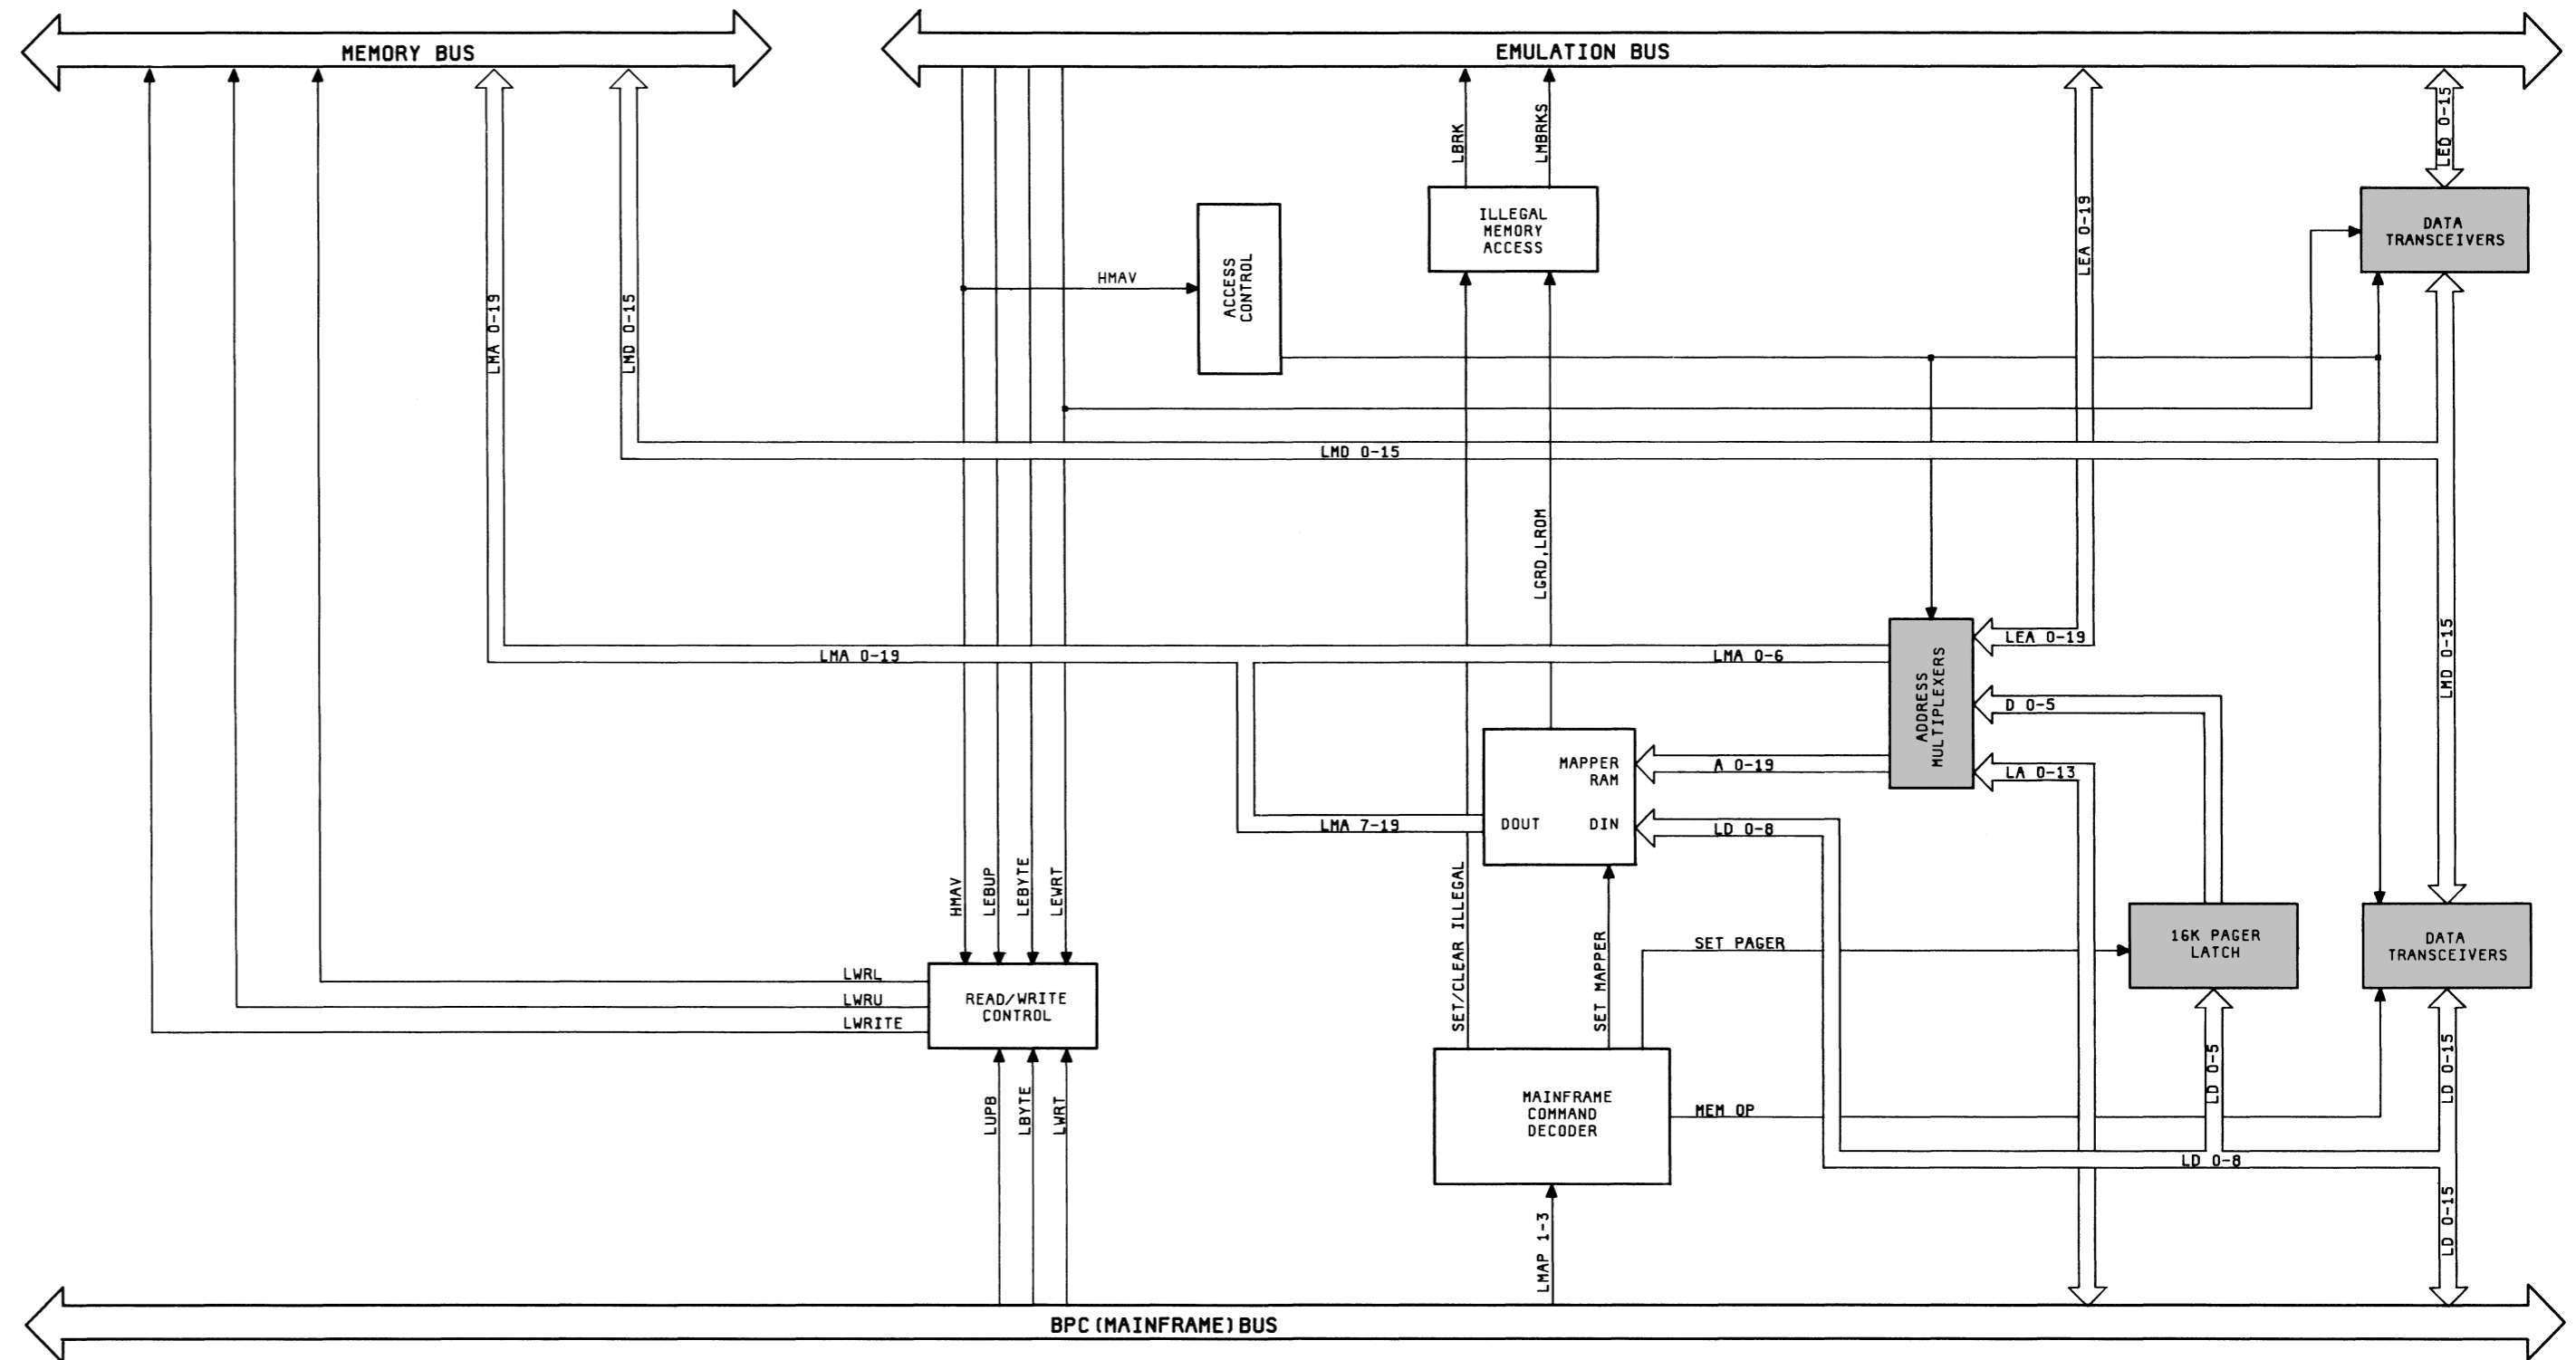 MEMORY BUS
EMULATION BUS
LBRK
LMBRKS
LED 0-15
ILLEGAL
MEMORY
ACCESS
DATA
TRANSCEIVERS
LEA 0-19
ACCESS
CONTROL
HMAV
LMA 0-19
LMD 0-15
LMD 0-15
LGRD,LROM
LMA 0-19
LMA 0-6
LEA 0-19
LMD 0-15
ADDRESS
MULTIPLEXERS
D 0-5
MAPPER
RAM
A 0-19
LA 0-13
LMA 7-19
DOUT
DIN
LD 0-8
HMAV
LEBUP
LEBYTE
LEWRT
SET/CLEAR ILLEGAL
SET MAPPER
SET PAGER
16K PAGER
LATCH
DATA
TRANSCEIVERS
LWRL
LWRU
LWRITE
READ/WRITE
CONTROL
LUPB
LBYTE
LWRT
MAINFRAME
COMMAND
DECODER
MEM OP
LD 0-5
LD 0-15
LD 0-8
LD 0-15
LMAP 1-3
BPC(MAINFRAME)BUS